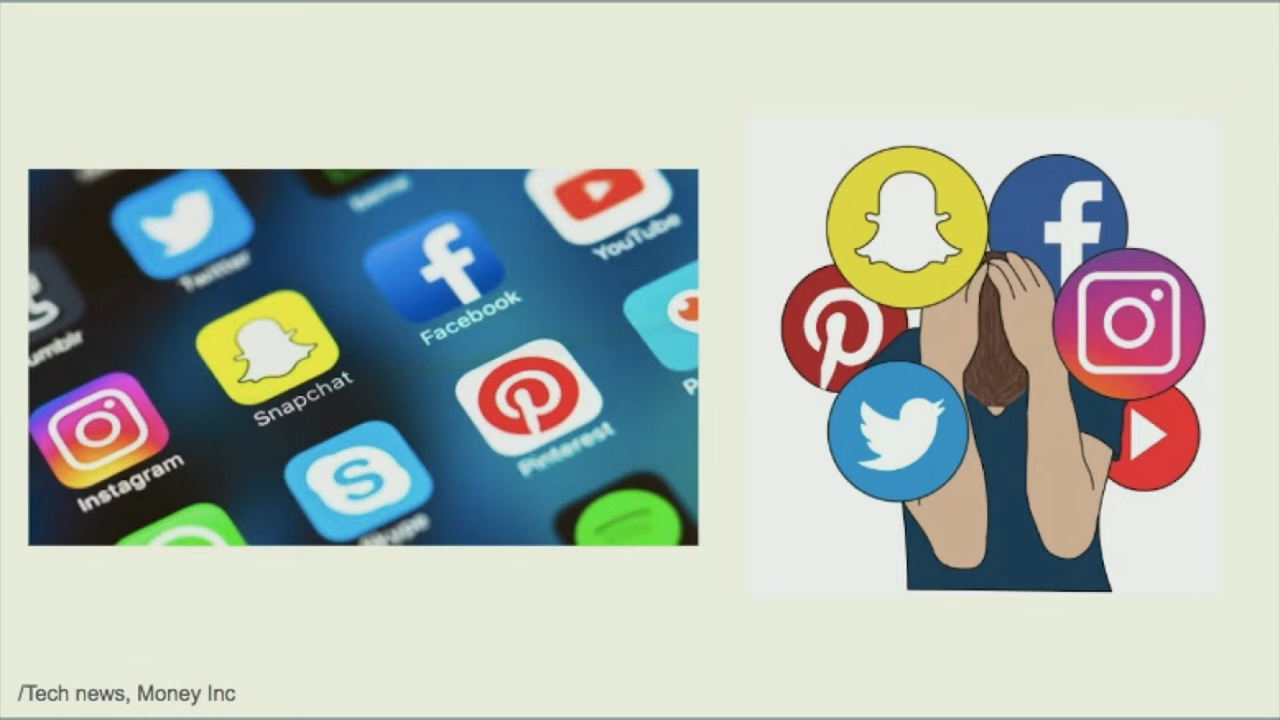 Twitter
YouTube
Facebook
Snapchat
Pinterest
Instagram
/Tech news, Money Inc